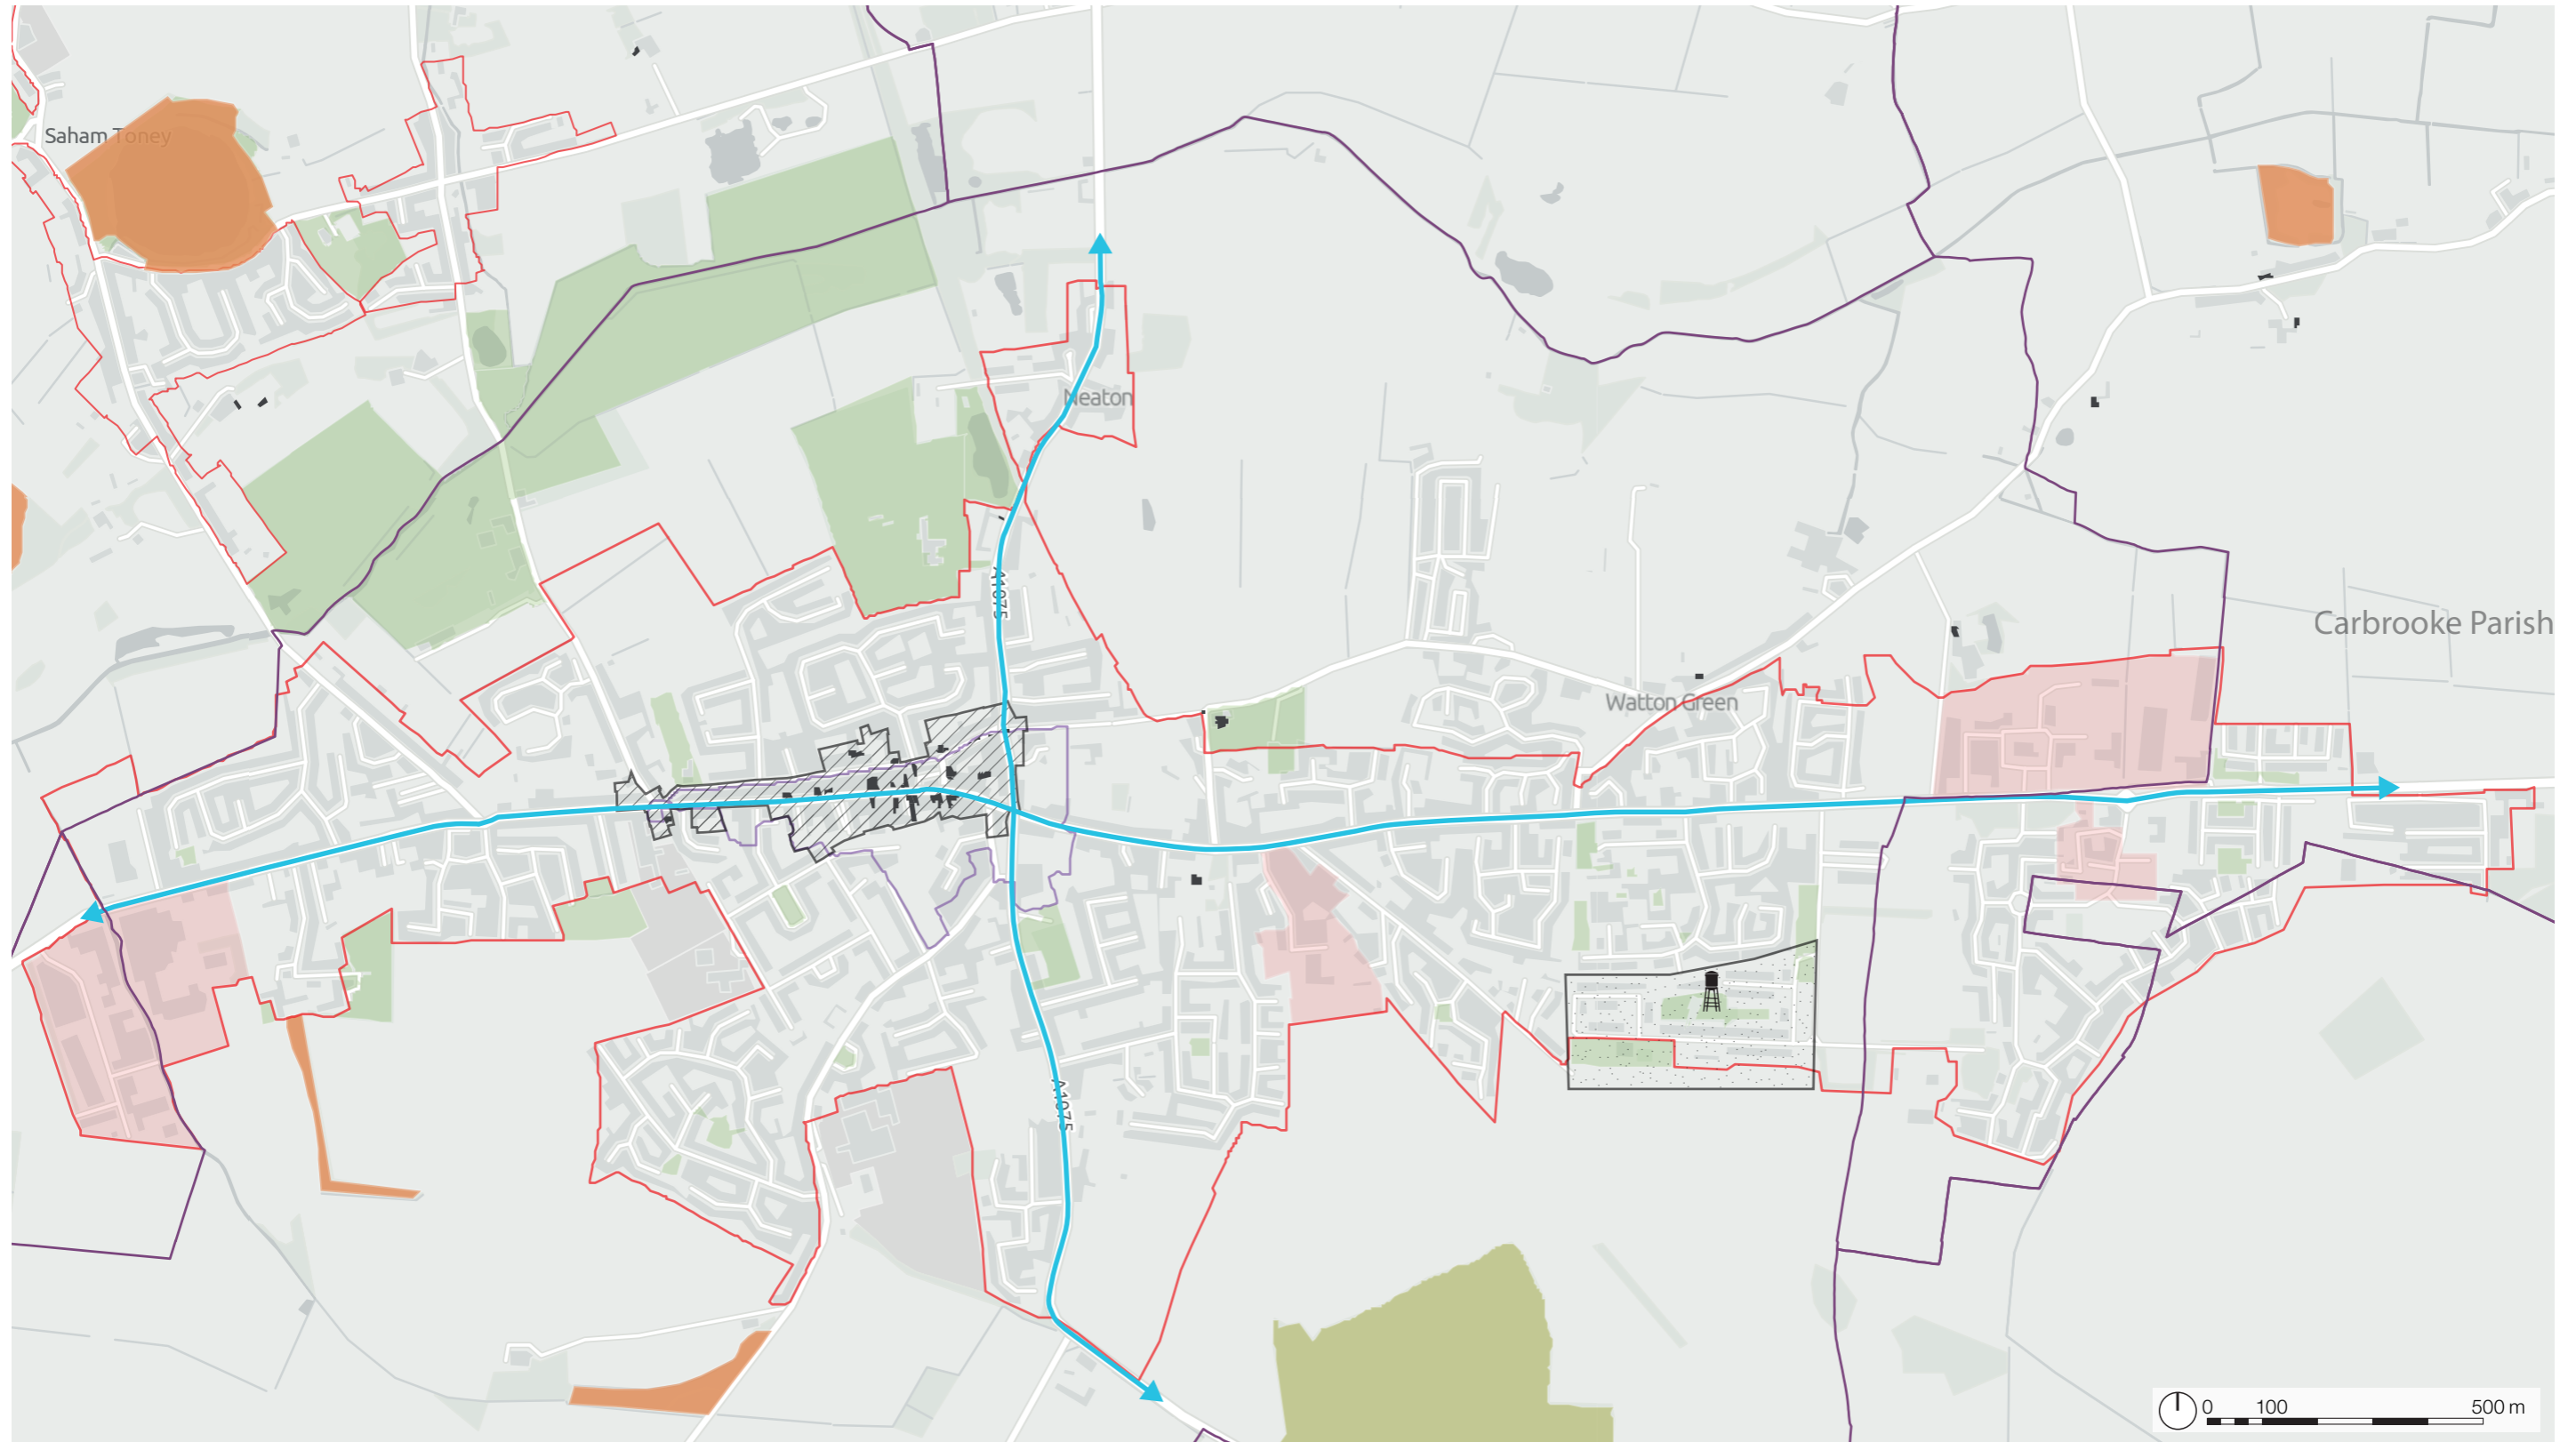 Saham Toney
Neaton
A1075
Carbrooke Parish
Watton Green
A1075
0 100 500 m